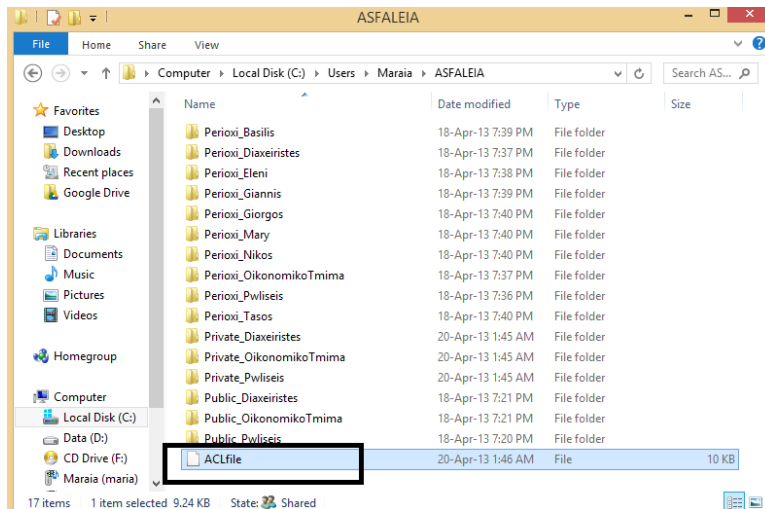 ASFALEIA
File Home Share View
Computer Local Disk (C:) Users Maraia ASFALEIA Search AS...
Name Date modified Type Size
Favorites
Desktop
Downloads
Recent places
Google Drive
Libraries
Documents
Music
Pictures
Videos
Homegroup
Computer
Local Disk (C:)
Data (D:)
CD Drive (F:)
Maraia (maria)
Perioxi_Basilis 18-Apr-13 7:39 PM File folder
Perioxi_Diaxeiristes 18-Apr-13 7:37 PM File folder
Perioxi_Eleni 18-Apr-13 7:38 PM File folder
Perioxi_Giannis 18-Apr-13 7:39 PM File folder
Perioxi_Giorgos 18-Apr-13 7:40 PM File folder
Perioxi_Mary 18-Apr-13 7:40 PM File folder
Perioxi_Nikos 18-Apr-13 7:40 PM File folder
Perioxi_OikonomikoTmima 18-Apr-13 7:37 PM File folder
Perioxi_Pwliseis 18-Apr-13 7:36 PM File folder
Perioxi_Tasos 18-Apr-13 7:40 PM File folder
Private_Diaxeiristes 20-Apr-13 1:45 AM File folder
Private_OikonomikoTmima 20-Apr-13 1:45 AM File folder
Private_Pwliseis 20-Apr-13 1:45 AM File folder
Public_Diaxeiristes 18-Apr-13 7:21 PM File folder
Public_OikonomikoTmima 18-Apr-13 7:21 PM File folder
Public_Pwliseis 18-Apr-13 7:20 PM File folder
ACLfile 20-Apr-13 1:46 AM File 10 KB
17 items 1 item selected 9.24 KB State: Shared